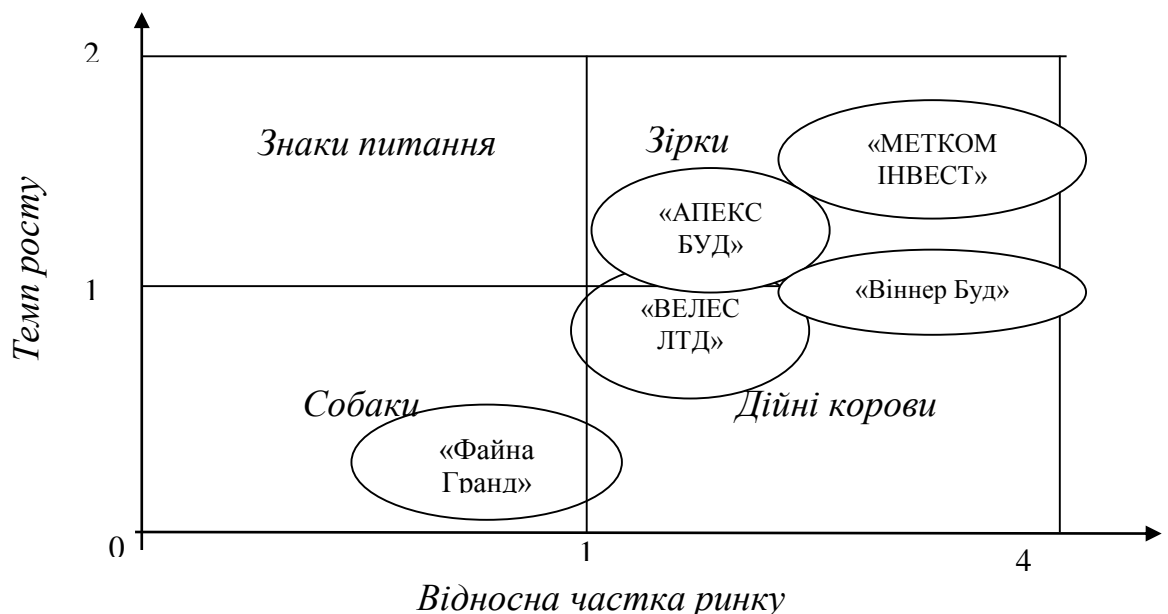 2
Знаки питання
Зірки
«МЕТКОМ
ІНВЕСТ»
«АПЕКС
БУД»
Темп росту
1
«Віннер Буд»
«ВЕЛЕС
ЛТД»
Собаки
Дійні корови
«Файна
Гранд»
0
1
4
Відносна частка ринку